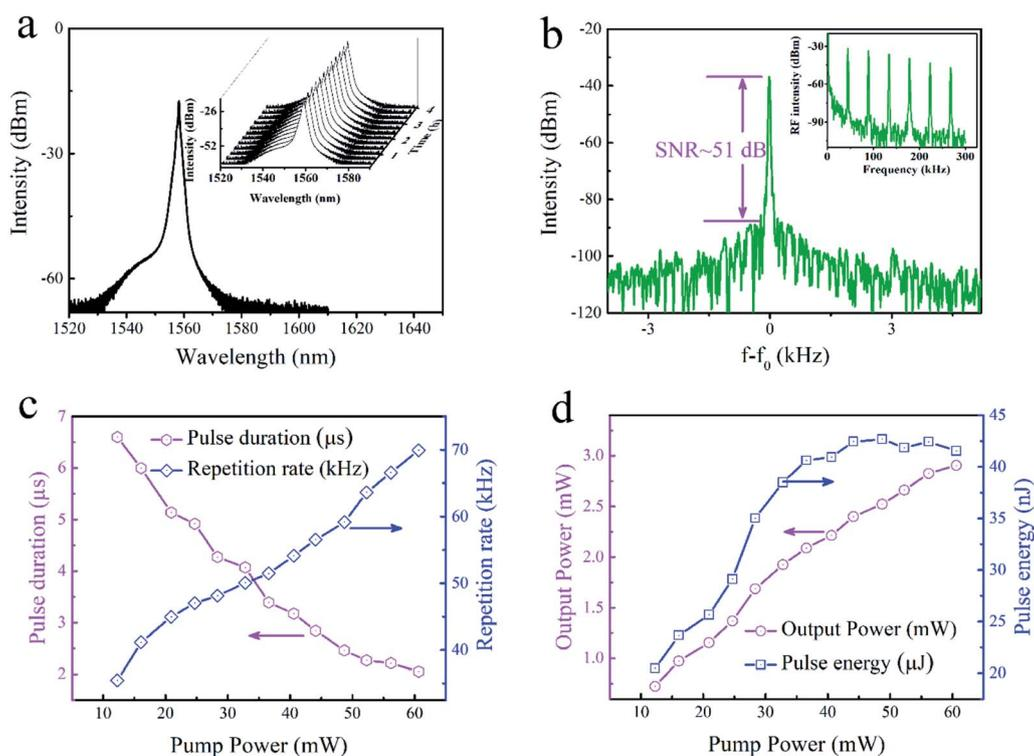 a
0
-30
-60
Intensity (dBm)
1520 1540 1560 1580 1600 1620 1640
Wavelength (nm)
-26
-52
Intensity (dBm)
1520 1540 1560 1580
Wavelength (nm)
b
-20
-40
-60
-80
-100
-120
Intensity (dBm)
SNR~51 dB
-3 0 3
f-f0 (kHz)
-30
-60
-90
RF intensity (dBm)
0 100 200 300
Frequency (kHz)
c
7
6
5
4
3
2
Pulse duration (μs)
Pulse duration (μs)
Repetition rate (kHz)
70
60
50
40
Repetition rate (kHz)
10 20 30 40 50 60
Pump Power (mW)
d
3.0
2.5
2.0
1.5
1.0
Output Power (mW)
Output Power (mW)
Pulse energy (μJ)
45
40
35
30
25
20
Pulse energy (nJ)
10 20 30 40 50 60
Pump Power (mW)